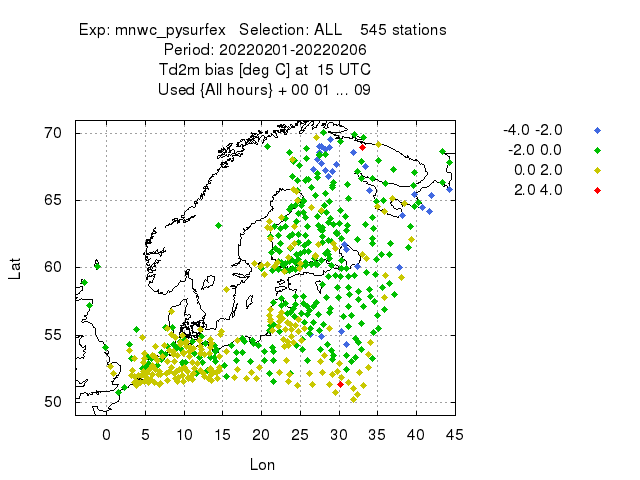 Exp: mnwc_pysurfex   Selection: ALL    545 stations
Period: 20220201-20220206
Td2m bias [deg C] at  15 UTC
Used {All hours} + 00 01 ... 09
-4.0 -2.0
-2.0 0.0
0.0 2.0
2.0 4.0
70
65
60
55
50
Lat
0 5 10 15 20 25 30 35 40 45
Lon